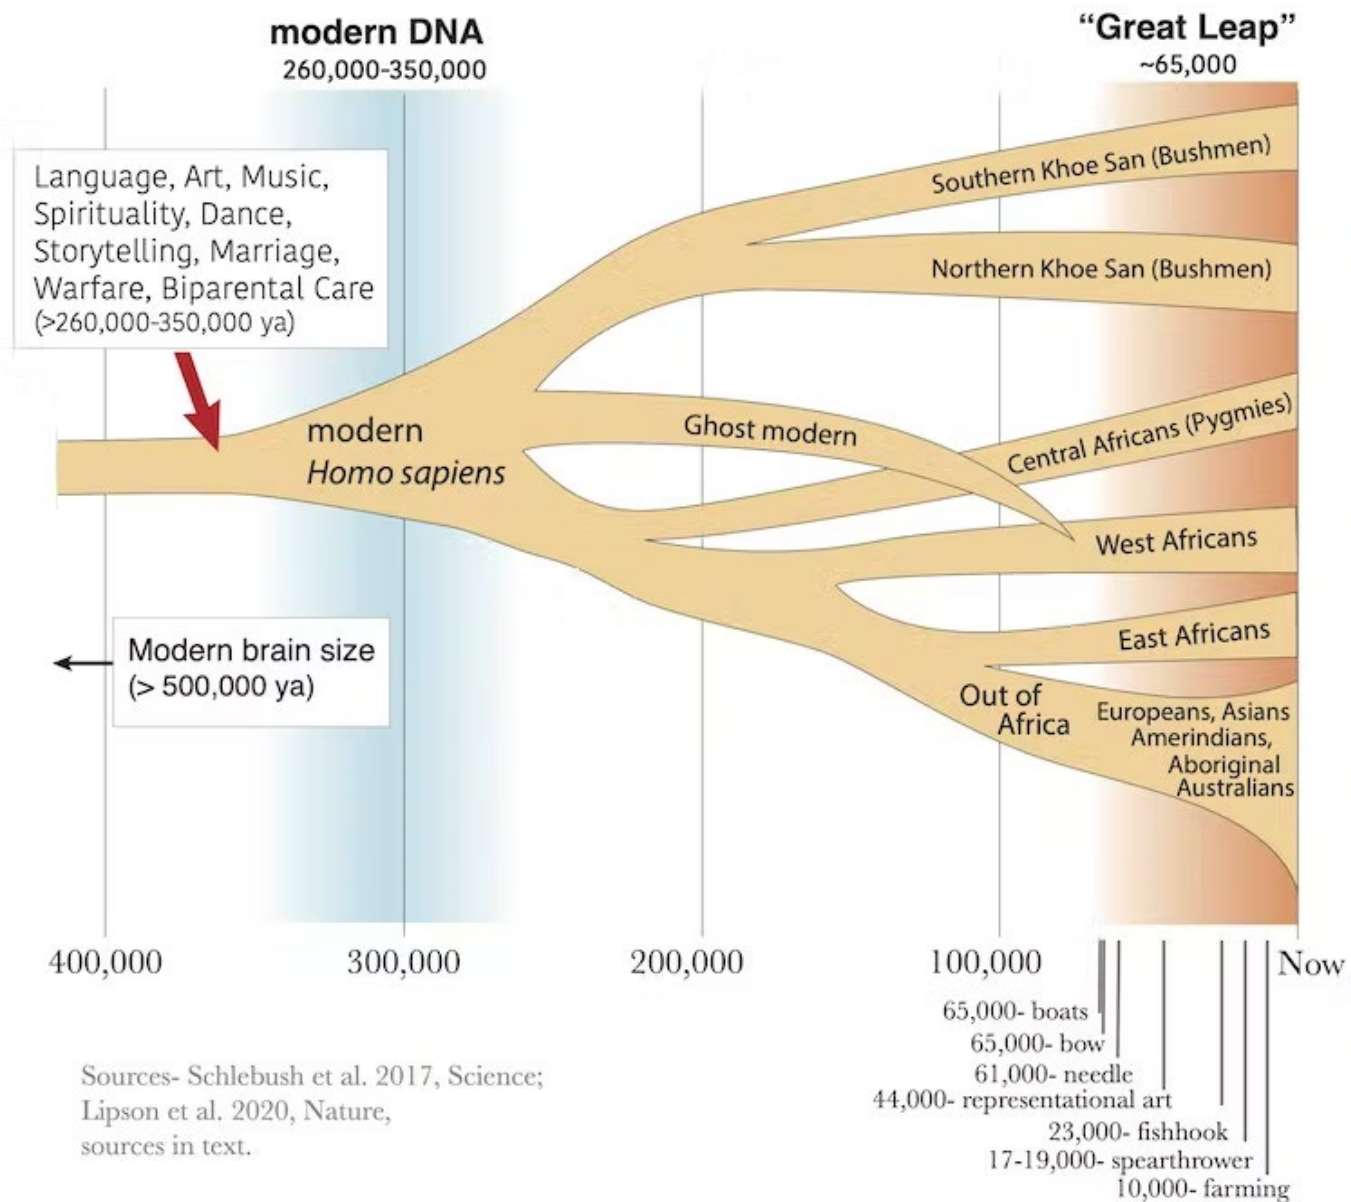 modern DNA
260,000-350,000
“Great Leap”
~65,000
Language, Art, Music,
Spirituality, Dance,
Storytelling, Marriage,
Warfare, Biparental Care
(>260,000-350,000 ya)
Southern Khoe San (Bushmen)
Northern Khoe San (Bushmen)
modern
Homo sapiens
Ghost modern
Central Africans (Pygmies)
West Africans
East Africans
Modern brain size
(> 500,000 ya)
Out of
Africa
Europeans, Asians
Amerindians,
Aboriginal
Australians
400,000
300,000
200,000
100,000
Now
65,000- boats
65,000- bow
61,000- needle
44,000- representational art
23,000- fishhook
17-19,000- spearthrower
10,000- farming
Sources- Schlebush et al. 2017, Science;
Lipson et al. 2020, Nature,
sources in text.